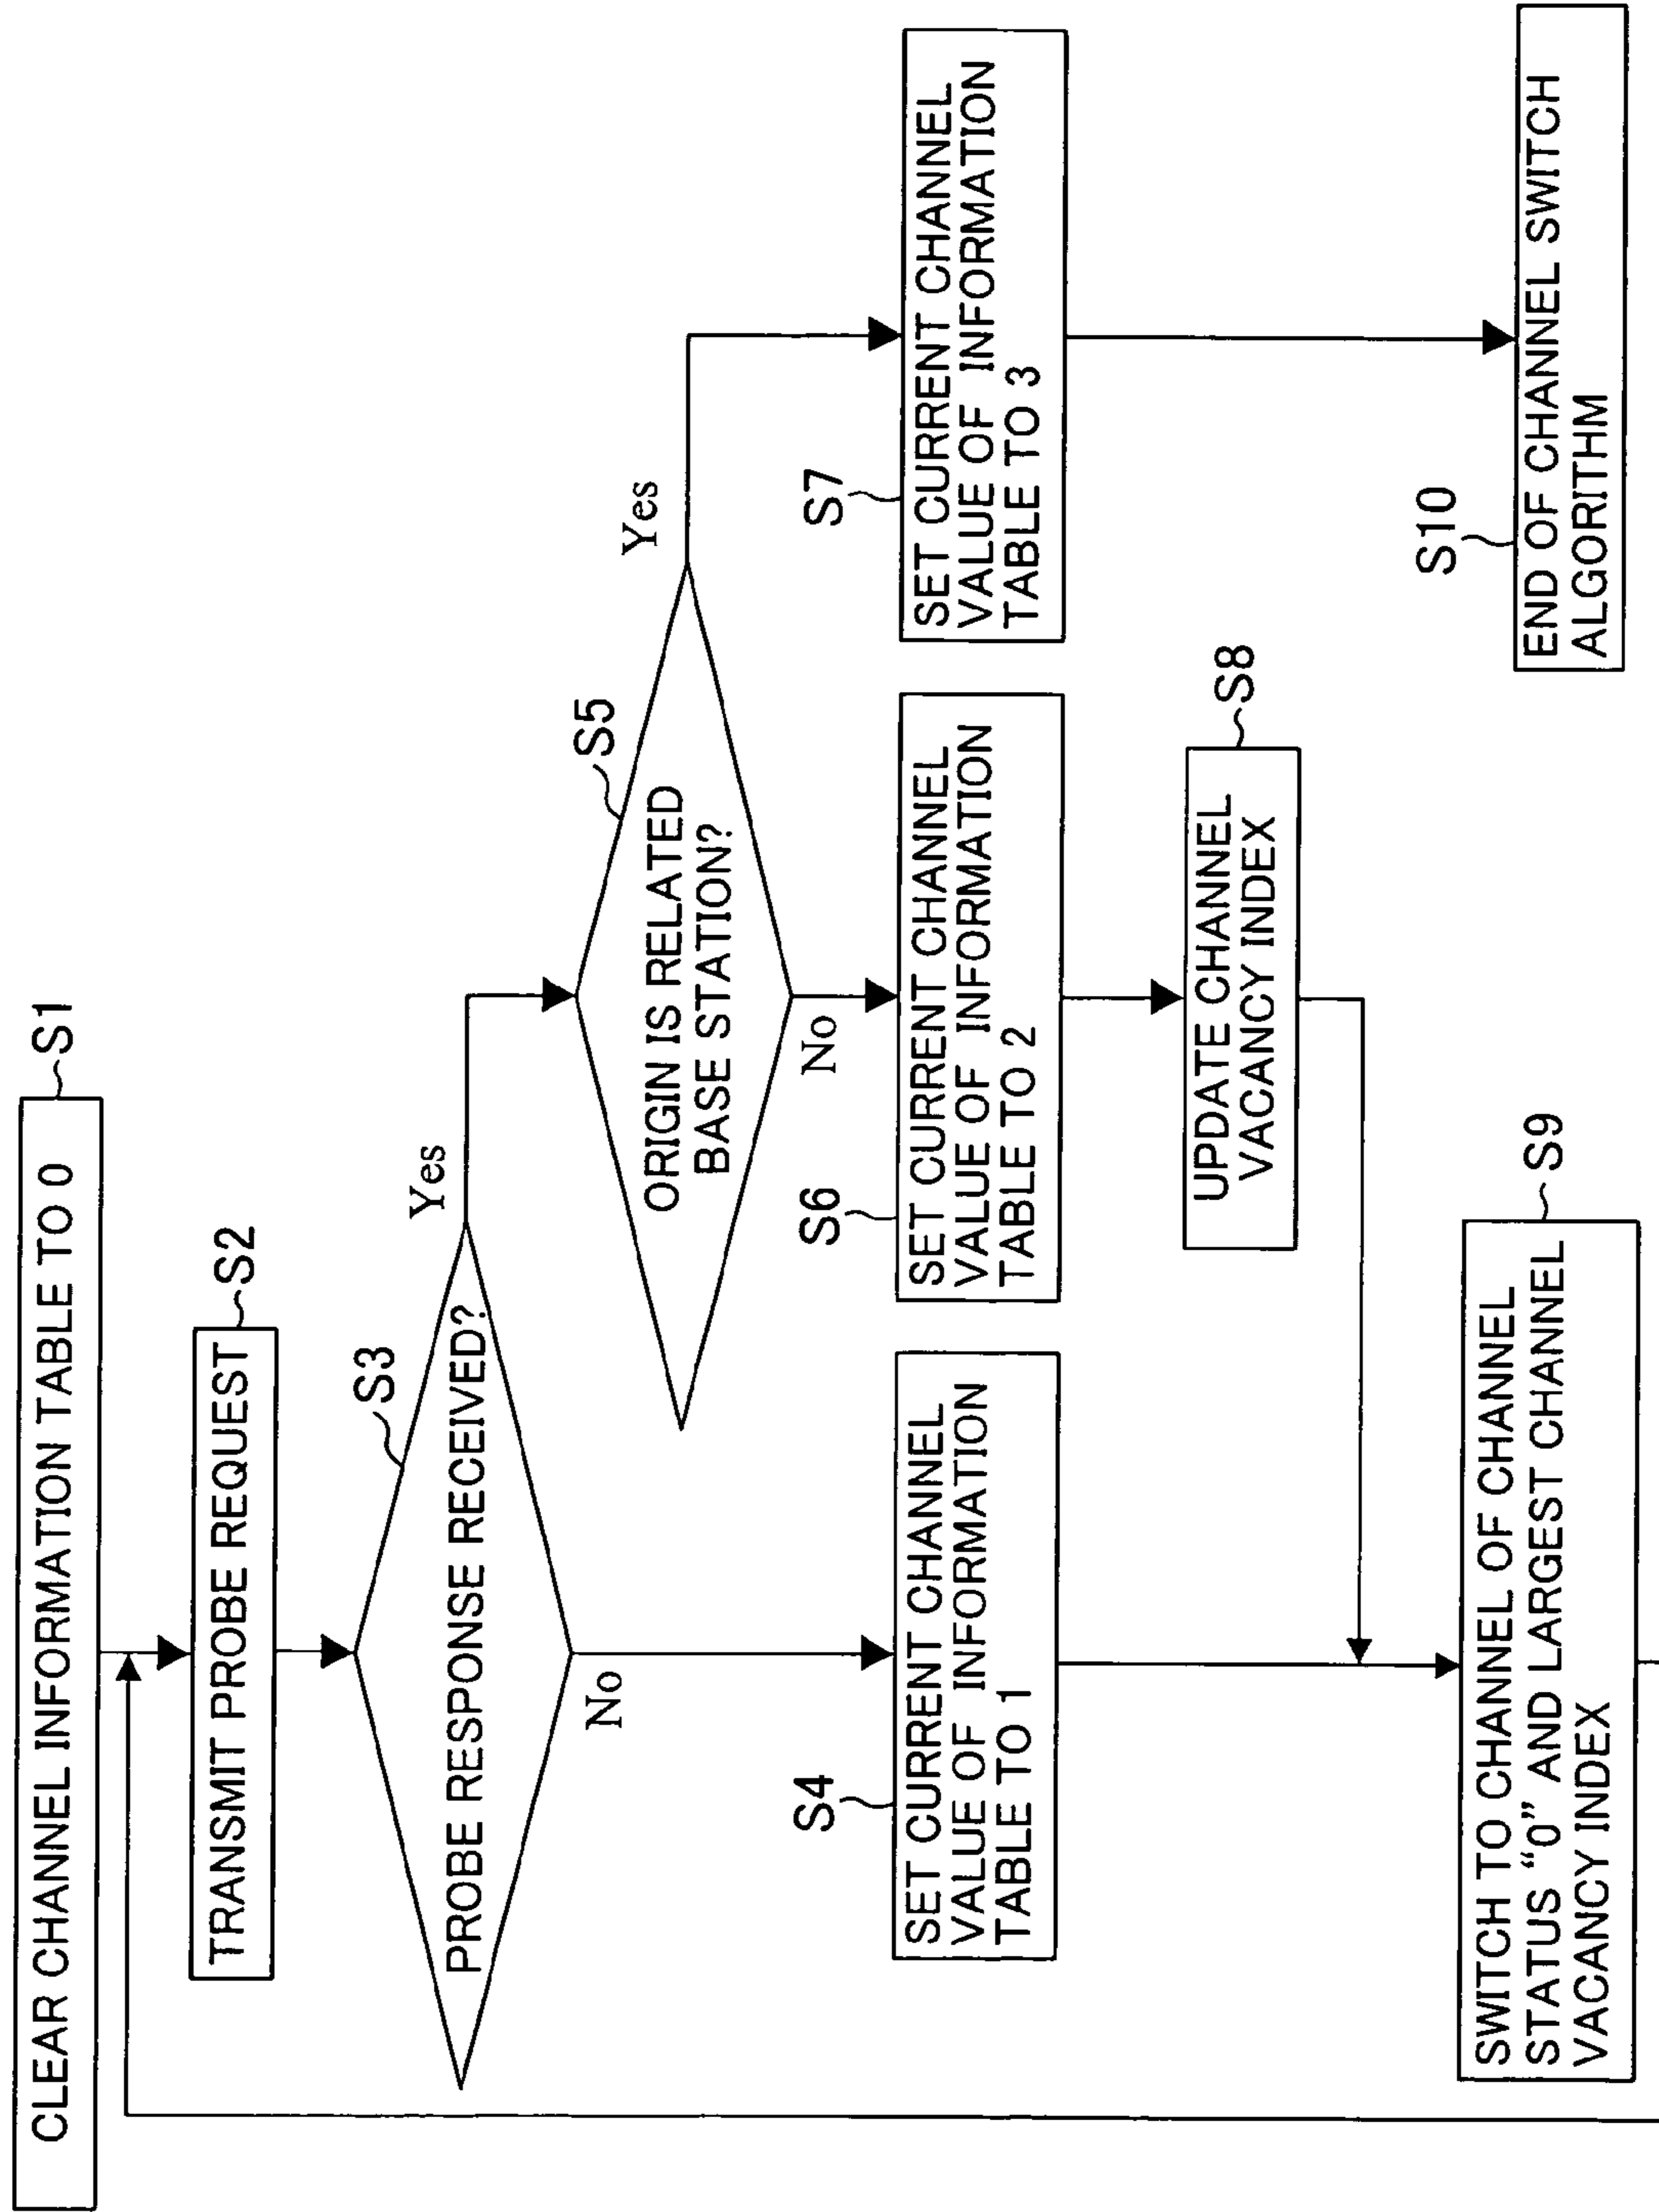 CLEAR CHANNEL INFORMATION TABLE TO 0
S1
TRANSMIT PROBE REQUEST
S2
PROBE RESPONSE RECEIVED?
S3
Yes
No
ORIGIN IS RELATED
BASE STATION?
S5
Yes
No
S4
SET CURRENT CHANNEL
VALUE OF INFORMATION
TABLE TO 1
S6
SET CURRENT CHANNEL
VALUE OF INFORMATION
TABLE TO 2
S7
SET CURRENT CHANNEL
VALUE OF INFORMATION
TABLE TO 3
UPDATE CHANNEL
VACANCY INDEX
S8
SWITCH TO CHANNEL OF CHANNEL
STATUS “0” AND LARGEST CHANNEL
VACANCY INDEX
S9
S10
END OF CHANNEL SWITCH
ALGORITHM